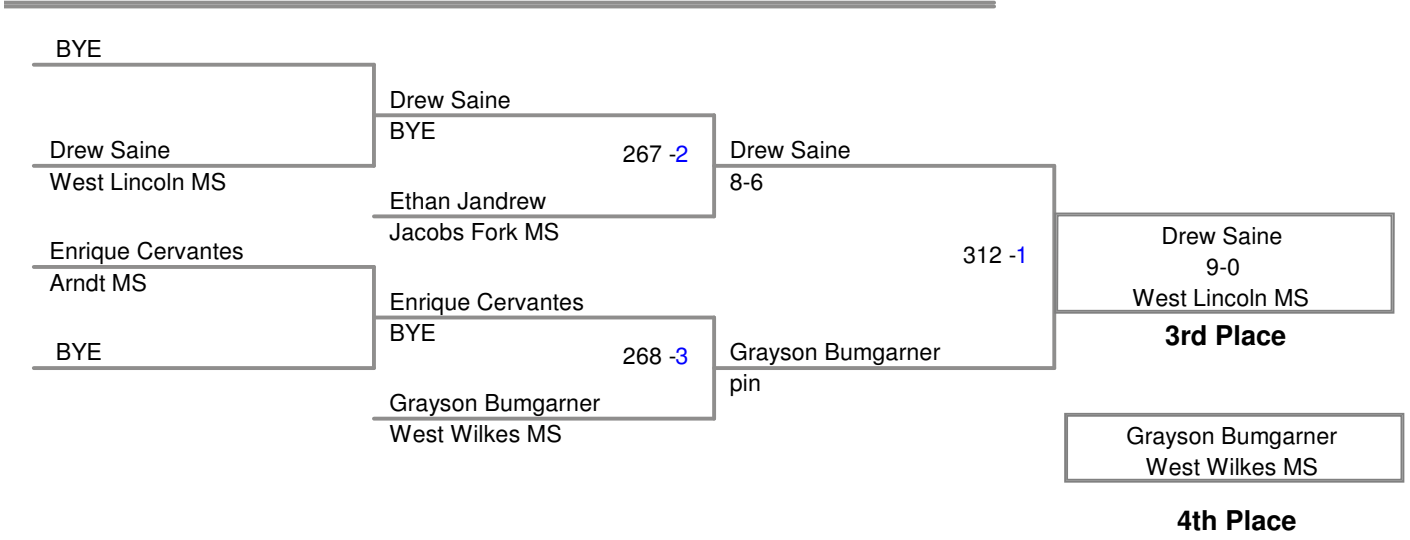 BYE
Drew Saine
BYE
Drew Saine
West Lincoln MS
267 -2
Drew Saine
8-6
Ethan Jandrew
Jacobs Fork MS
Enrique Cervantes
Arndt MS
312 -1
Drew Saine
9-0
West Lincoln MS
3rd Place
Enrique Cervantes
BYE
BYE
268 -3
Grayson Bumgarner
pin
Grayson Bumgarner
West Wilkes MS
Grayson Bumgarner
West Wilkes MS
4th Place